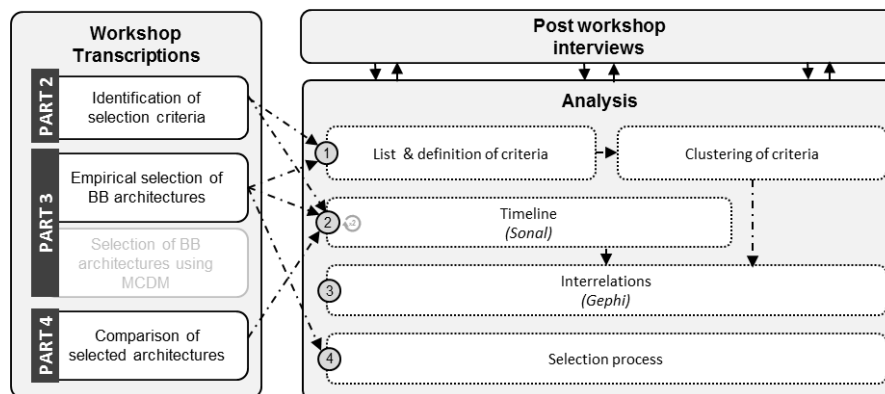 Workshop
Transcriptions
PART 2
Identification of
selection criteria
PART 3
Empirical selection of
BB architectures
Selection of BB
architectures using
MCDM
PART 4
Comparison of
selected architectures
Post workshop
interviews
Analysis
1
List & definition of criteria
Clustering of criteria
2
Timeline
(Sonal)
3
Interrelations
(Gephi)
4
Selection process